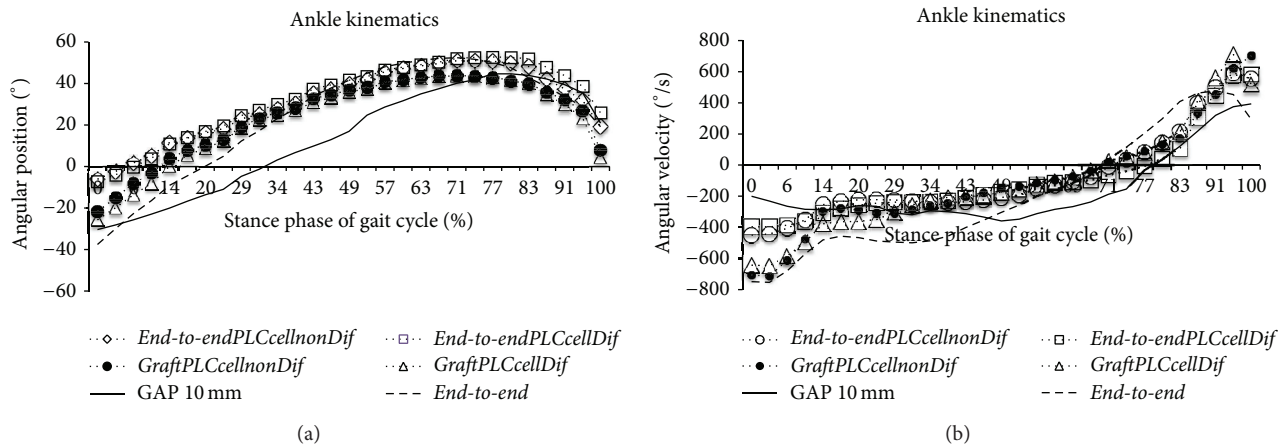 Ankle kinematics
Angular position (°)
60
40
20
0
−20
−40
−60
14 20 29 34 43 49 57 63 71 77 83 91 100
Stance phase of gait cycle (%)
End-to-endPLCcellnonDif
End-to-endPLCcellDif
GraftPLCcellnonDif
GraftPLCcellDif
GAP 10 mm
End-to-end
(a)
Ankle kinematics
Angular velocity (°/s)
800
600
400
200
0
−200
−400
−600
−800
0 6 14 20 29 34 43 49 57 63 71 77 83 91 100
Stance phase of gait cycle (%)
End-to-endPLCcellnonDif
End-to-endPLCcellDif
GraftPLCcellnonDif
GraftPLCcellDif
GAP 10 mm
End-to-end
(b)